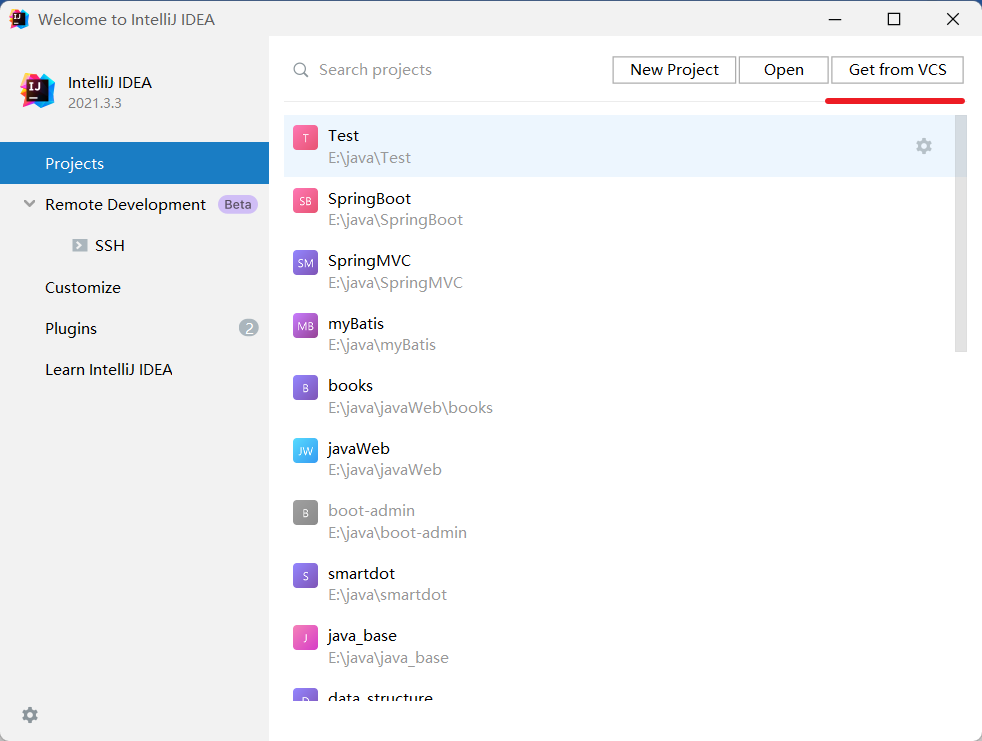 Welcome to IntelliJ IDEA
IntelliJ IDEA
2021.3.3
Projects
Remote Development Beta
SSH
Customize
Plugins 2
Learn IntelliJ IDEA
Search projects
New Project Open Get from VCS
T Test
E:\java\Test
SB SpringBoot
E:\java\SpringBoot
SM SpringMVC
E:\java\SpringMVC
MB myBatis
E:\java\myBatis
B books
E:\java\javaWeb\books
JW javaWeb
E:\java\javaWeb
B boot-admin
E:\java\boot-admin
S smartdot
E:\java\smartdot
J java_base
E:\java\java_base
D data_structure